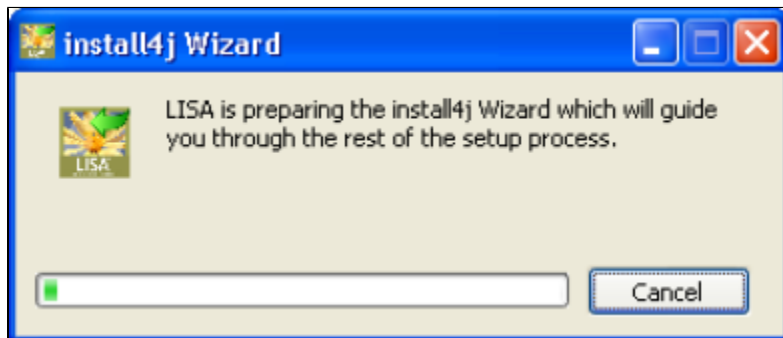 install4j Wizard
LISA is preparing the install4j Wizard which will guide
you through the rest of the setup process.
LISA
Cancel